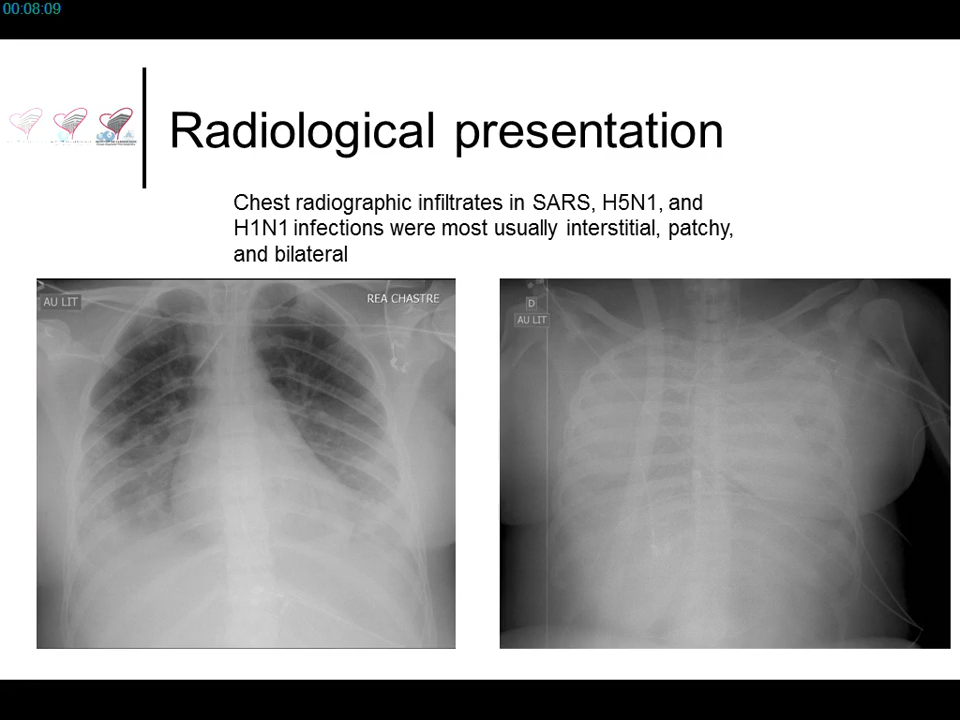 00:08:09
Radiological presentation
Chest radiographic infiltrates in SARS, H5N1, and
H1N1 infections were most usually interstitial, patchy,
and bilateral
AU LIT
REA CHASTRE
D
AU LIT